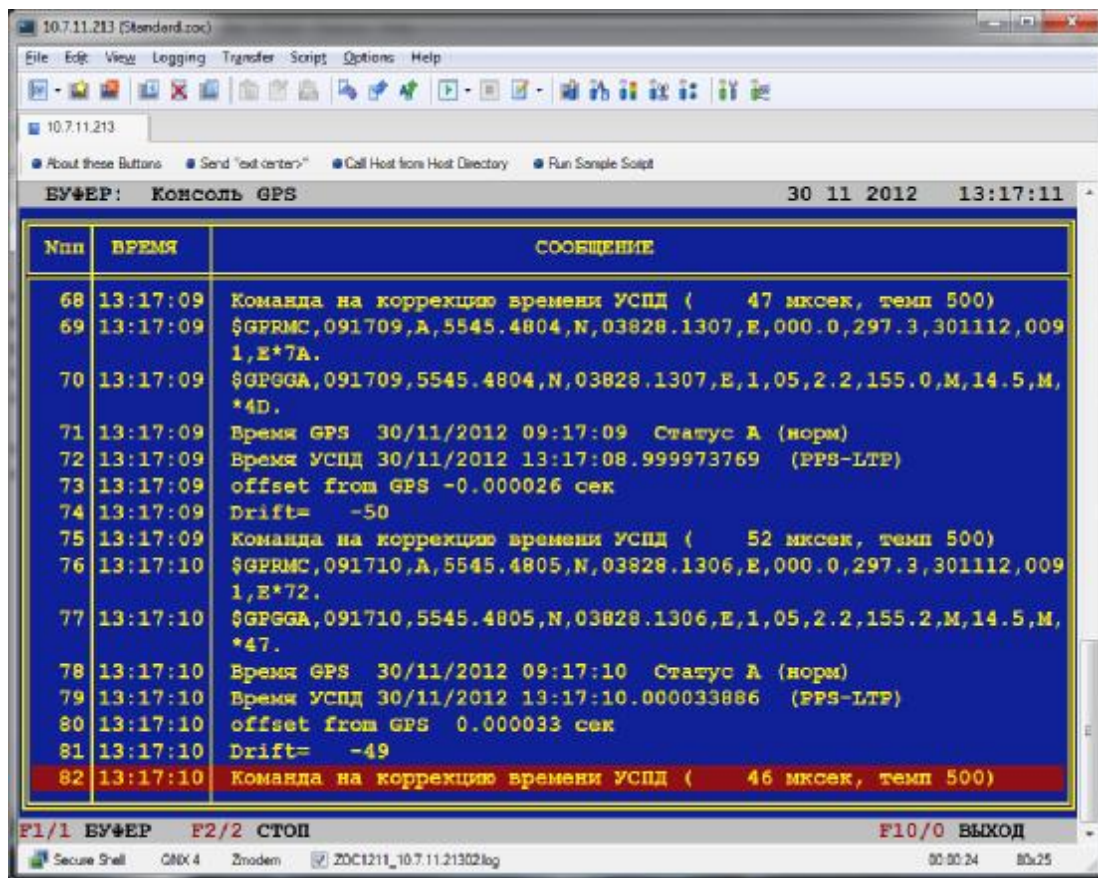 10.7.11.213 (Standard.zoc)
File Edit View Logging Transfer Script Options Help
10.7.11.213
About these Buttons Send "exit<enter>" Call Host from Host Directory Run Sample Script
БУФЕР: Консоль GPS 30 11 2012 13:17:11
Nпп ВРЕМЯ СООБЩЕНИЕ
68 13:17:09 Команда на коррекцию времени УСПД ( 47 мксек, темп 500)
69 13:17:09 $GPRMC,091709,A,5545.4804,N,03828.1307,E,000.0,297.3,301112,009
1,E*7A.
70 13:17:09 $GPGGA,091709,5545.4804,N,03828.1307,E,1,05,2.2,155.0,M,14.5,M,
*4D.
71 13:17:09 Время GPS 30/11/2012 09:17:09 Статус A (норм)
72 13:17:09 Время УСПД 30/11/2012 13:17:08.999973769 (PPS-LTP)
73 13:17:09 offset from GPS -0.000026 сек
74 13:17:09 Drift= -50
75 13:17:09 Команда на коррекцию времени УСПД ( 52 мксек, темп 500)
76 13:17:10 $GPRMC,091710,A,5545.4805,N,03828.1306,E,000.0,297.3,301112,009
1,E*72.
77 13:17:10 $GPGGA,091710,5545.4805,N,03828.1306,E,1,05,2.2,155.2,M,14.5,M,
*47.
78 13:17:10 Время GPS 30/11/2012 09:17:10 Статус A (норм)
79 13:17:10 Время УСПД 30/11/2012 13:17:10.000033886 (PPS-LTP)
80 13:17:10 offset from GPS 0.000033 сек
81 13:17:10 Drift= -49
82 13:17:10 Команда на коррекцию времени УСПД ( 46 мксек, темп 500)
F1/1 БУФЕР F2/2 СТОП F10/0 ВЫХОД
Secure Shell QNX 4 Zmodem ZOC1211_10.7.11.21302.log 00:00:24 80x25